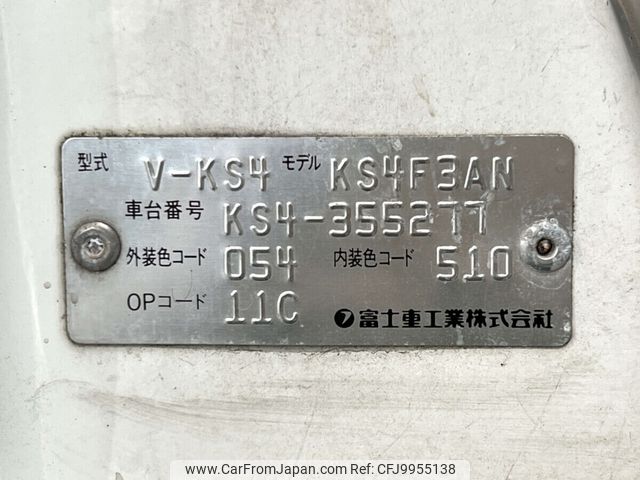 型式 V-KS4 モデル KS4F3AN
車台番号 KS4-355277
外装色コード 054 内装色コード 510
OPコード 11C 富士重工業株式会社
www.CarFromJapan.com | Car ID: CFJ9955138